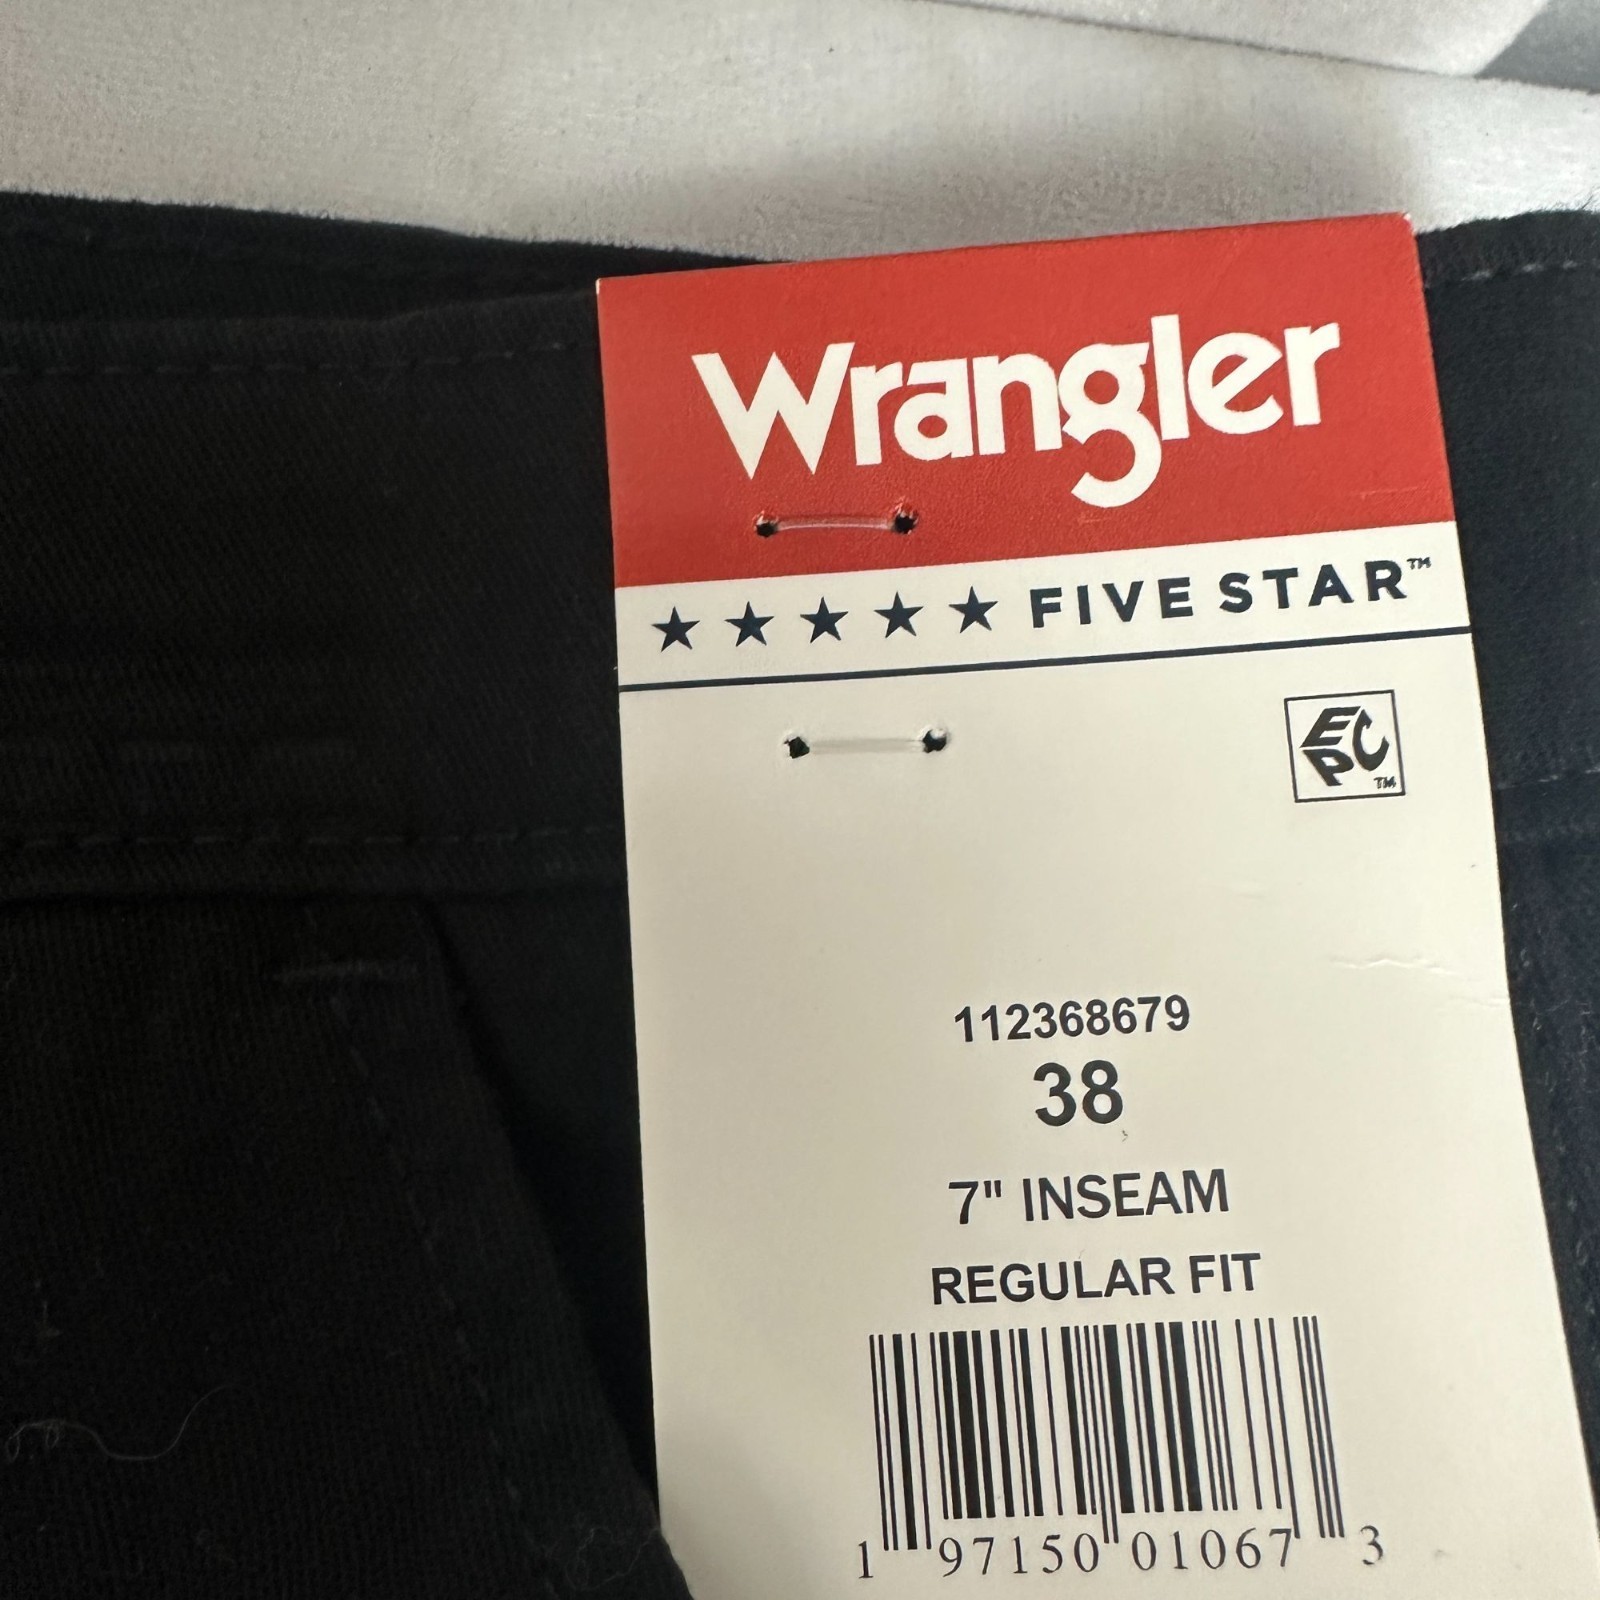 Wrangler
★★★★★ FIVE STAR™
EPC™
112368679
38
7" INSEAM
REGULAR FIT
1 97150 01067 3